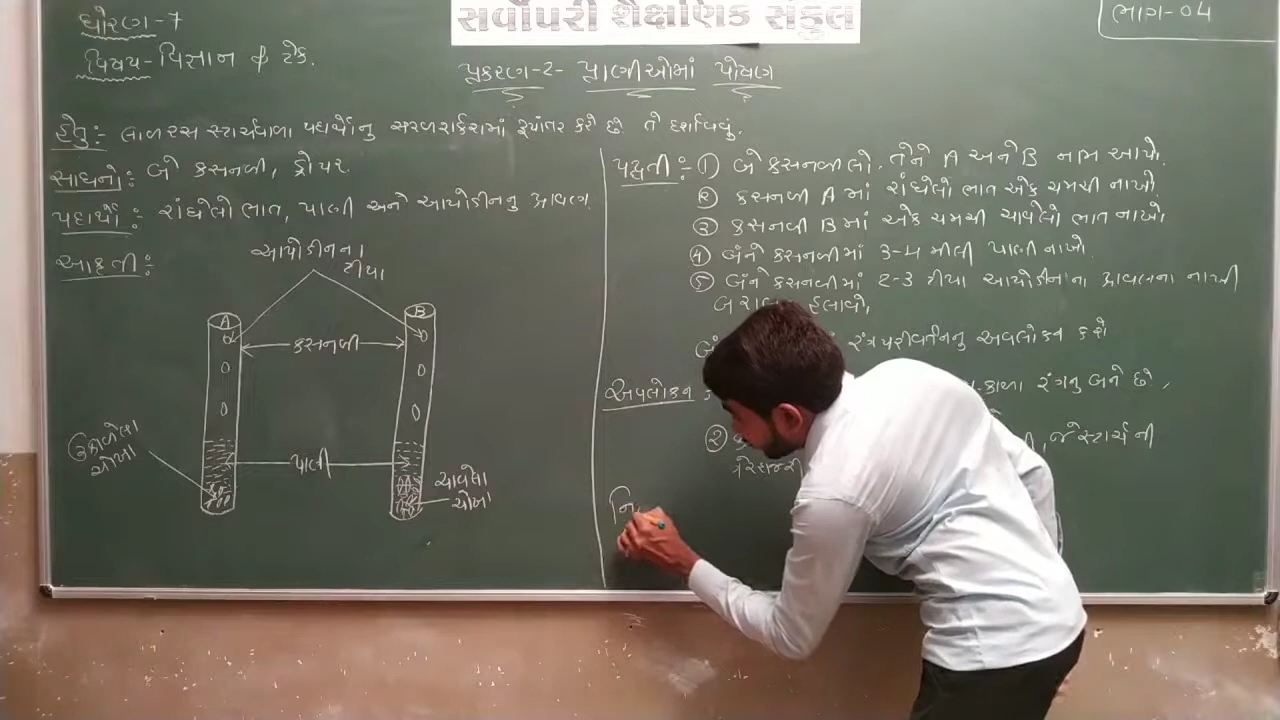 ધોરણ-7
વિષય-વિજ્ઞાન & ટેક.
સર્વોપરી શૈક્ષણિક સંકુલ
ભાગ-04
પ્રકરણ-2- પ્રાણીઓમાં પોષણ
હેતુ:- લાળરસ સ્ટાર્ચવાળા પદાર્થોનુ સરળશર્કરામાં રૂપાંતર કરે છે તે દર્શાવવું.
સાધનો:- બે કસનળી, ડ્રોપર.
પદાર્થો:- રાંધેલો ભાત, પાણી અને આયોડીનનુ દ્રાવણ
આકૃતી:-
આયોડીનના
ટીપા
A
B
કસનળી
ઉકાળેલા
ચોખા
પાણી
ચાવેલા
ચોખા
પદ્ધતી:- ① બે કસનળી લો. તેને A અને B નામ આપો.
② કસનળી A માં રાંધેલો ભાત એક ચમચી નાખો.
③ કસનળી B માં એક ચમચી ચાવેલો ભાત નાખો.
④ બંને કસનળીમાં 3-4 મીલી પાણી નાખો.
⑤ બંને કસનળીમાં 2-3 ટીપા આયોડીનના દ્રાવણના નાખી
હલાવો.
રંગપરીવર્તનનુ અવલોકન કરો
અવલોકન કાળા રંગનુ બને છે.
② જે સ્ટાર્ચ ની
નિ